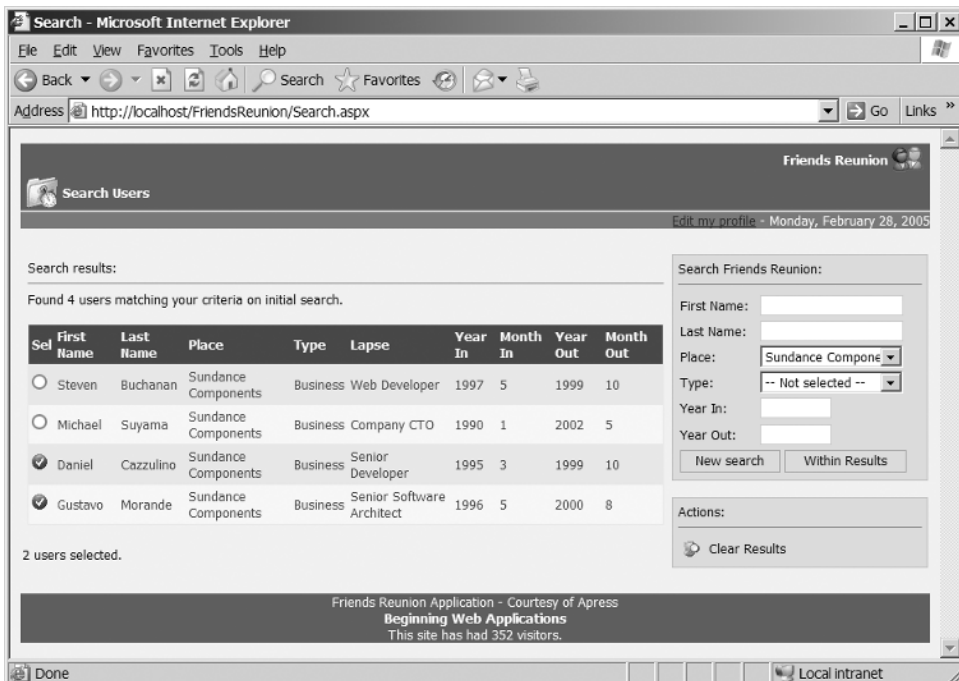 Search - Microsoft Internet Explorer
File Edit View Favorites Tools Help
Back Search Favorites
Address http://localhost/FriendsReunion/Search.aspx Go Links »
Friends Reunion
Search Users
Edit my profile - Monday, February 28, 2005
Search results:
Found 4 users matching your criteria on initial search.
Sel First Name Last Name Place Type Lapse Year In Month In Year Out Month Out
Steven Buchanan Sundance Components Business Web Developer 1997 5 1999 10
Michael Suyama Sundance Components Business Company CTO 1990 1 2002 5
Daniel Cazzulino Sundance Components Business Senior Developer 1995 3 1999 10
Gustavo Morande Sundance Components Business Senior Software Architect 1996 5 2000 8
2 users selected.
Search Friends Reunion:
First Name:
Last Name:
Place: Sundance Compone
Type: -- Not selected --
Year In:
Year Out:
New search Within Results
Actions:
Clear Results
Friends Reunion Application - Courtesy of Apress
Beginning Web Applications
This site has had 352 visitors.
Done Local intranet